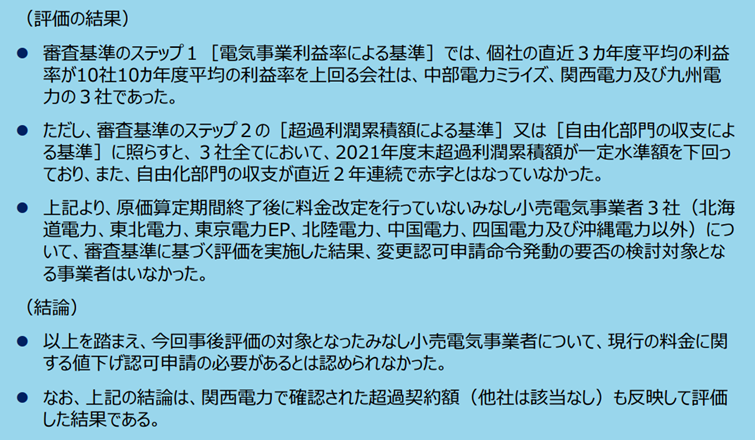 （評価の結果）
● 審査基準のステップ１［電気事業利益率による基準］では、個社の直近３カ年度平均の利益
率が10社10カ年度平均の利益率を上回る会社は、中部電力ミライズ、関西電力及び九州電
力の３社であった。
● ただし、審査基準のステップ２の［超過利潤累積額による基準］又は［自由化部門の収支によ
る基準］に照らすと、３社全てにおいて、2021年度末超過利潤累積額が一定水準額を下回っ
ており、また、自由化部門の収支が直近２年連続で赤字とはなっていなかった。
● 上記より、原価算定期間終了後に料金改定を行っていないみなし小売電気事業者３社（北海
道電力、東北電力、東京電力EP、北陸電力、中国電力、四国電力及び沖縄電力以外）に
ついて、審査基準に基づく評価を実施した結果、変更認可申請命令発動の要否の検討対象とな
る事業者はいなかった。
（結論）
● 以上を踏まえ、今回事後評価の対象となったみなし小売電気事業者について、現行の料金に関
する値下げ認可申請の必要があるとは認められなかった。
● なお、上記の結論は、関西電力で確認された超過契約額（他社は該当なし）も反映して評価
した結果である。